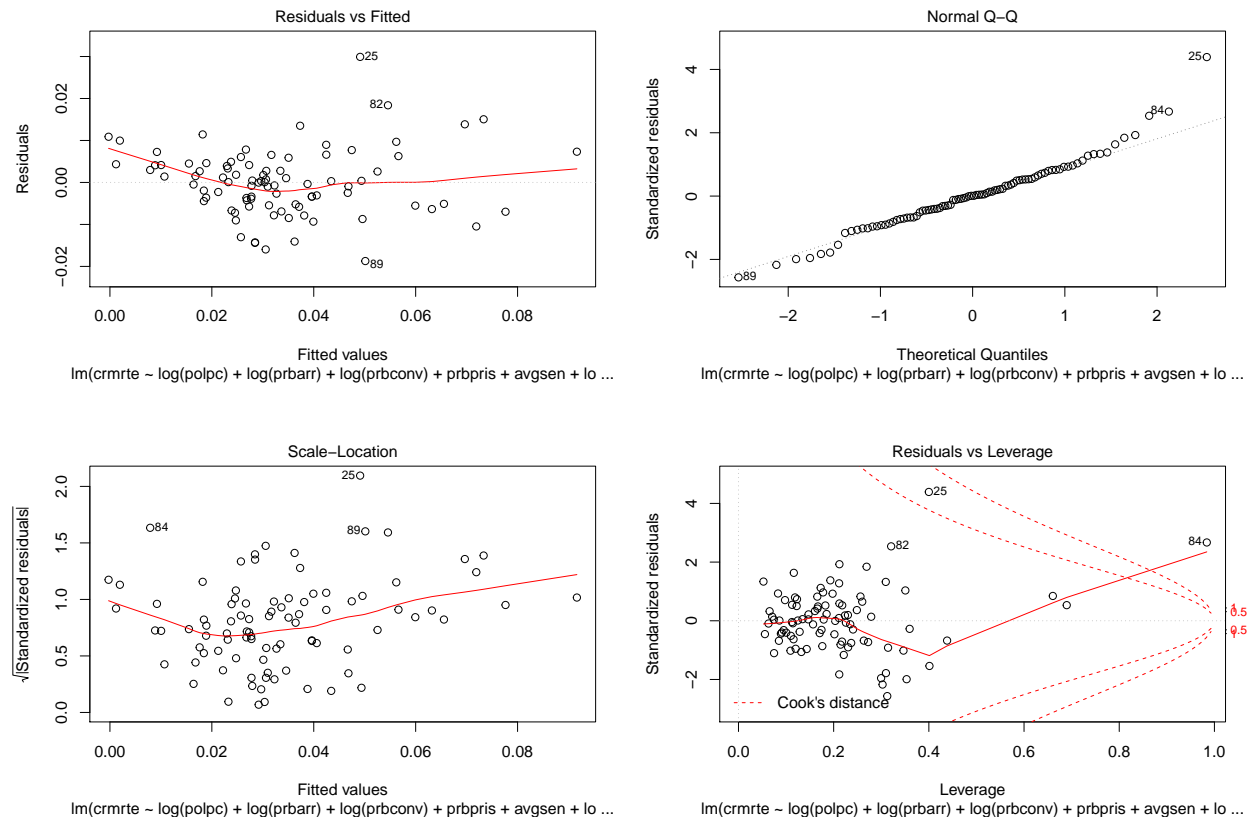 Residuals vs Fitted
Residuals
−0.02 0.00 0.02
0.00 0.02 0.04 0.06 0.08
25
82
89
Fitted values
lm(crmrte ~ log(polpc) + log(prbarr) + log(prbconv) + prbpris + avgsen + lo ...
Normal Q−Q
Standardized residuals
−2 0 2 4
−2 −1 0 1 2
25
84
89
Theoretical Quantiles
lm(crmrte ~ log(polpc) + log(prbarr) + log(prbconv) + prbpris + avgsen + lo ...
Scale−Location
√|Standardized residuals|
0.0 0.5 1.0 1.5 2.0
0.00 0.02 0.04 0.06 0.08
25
84
89
Fitted values
lm(crmrte ~ log(polpc) + log(prbarr) + log(prbconv) + prbpris + avgsen + lo ...
Residuals vs Leverage
Standardized residuals
−2 0 2 4
0.0 0.2 0.4 0.6 0.8 1.0
25
82
84
1
0.5
0.5
1
Cook's distance
Leverage
lm(crmrte ~ log(polpc) + log(prbarr) + log(prbconv) + prbpris + avgsen + lo ...